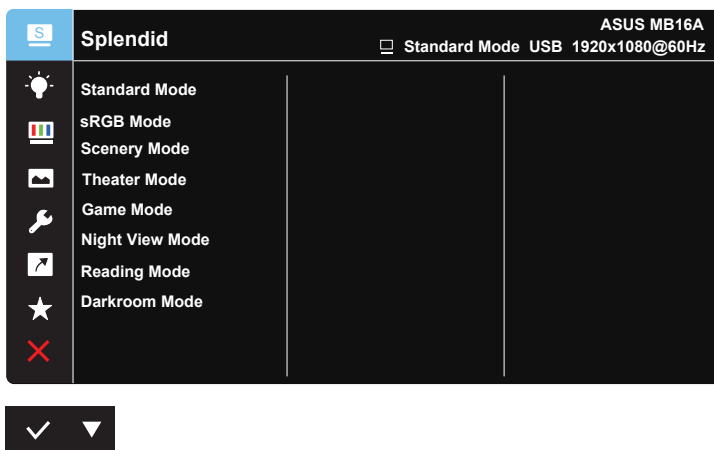 S
Splendid
ASUS MB16A
Standard Mode USB 1920x1080@60Hz
Standard Mode
sRGB Mode
Scenery Mode
Theater Mode
Game Mode
Night View Mode
Reading Mode
Darkroom Mode